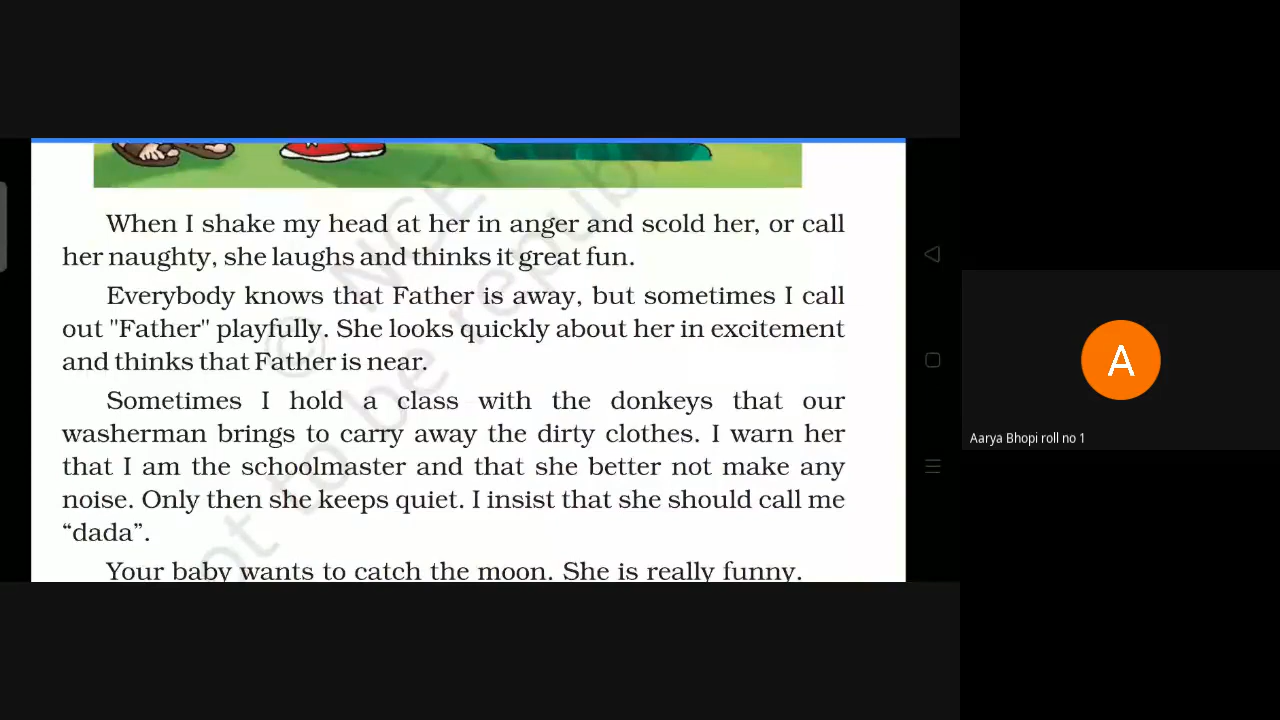 When I shake my head at her in anger and scold her, or call
her naughty, she laughs and thinks it great fun.
Everybody knows that Father is away, but sometimes I call
out "Father" playfully. She looks quickly about her in excitement
and thinks that Father is near.
Sometimes I hold a class with the donkeys that our
washerman brings to carry away the dirty clothes. I warn her
that I am the schoolmaster and that she better not make any
noise. Only then she keeps quiet. I insist that she should call me
“dada”.
Your baby wants to catch the moon. She is really funny.
© NCE
not to be republ
A
Aarya Bhopi roll no 1